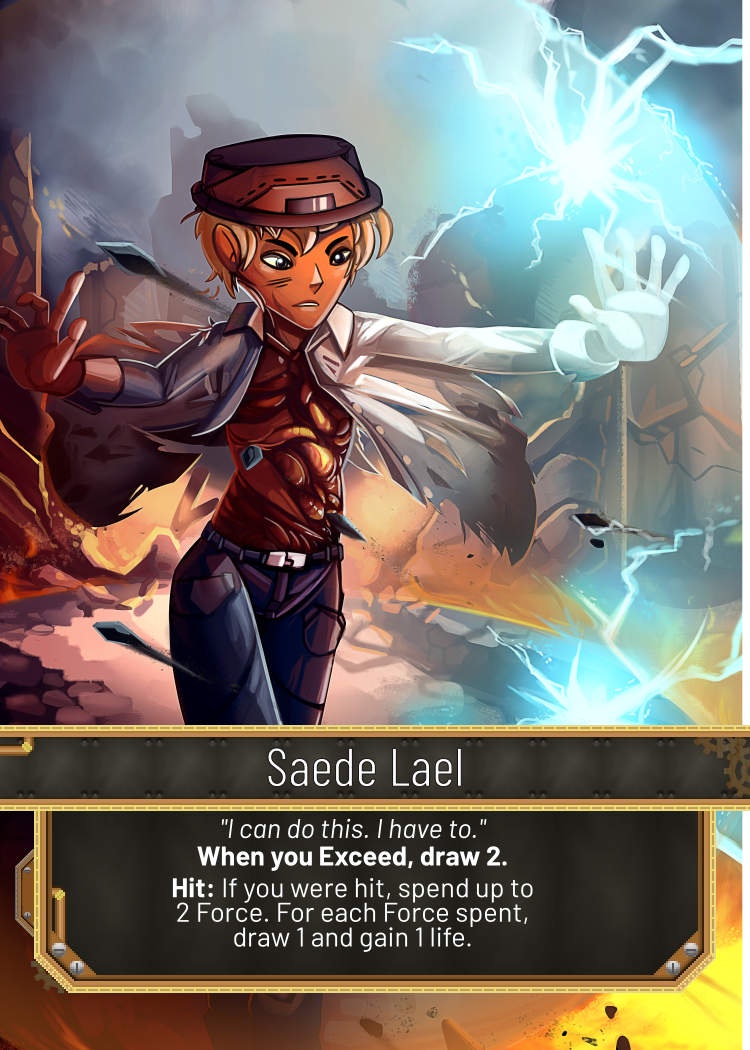 Saede Lael
"I can do this. I have to."
When you Exceed, draw 2.
Hit: If you were hit, spend up to
2 Force. For each Force spent,
draw 1 and gain 1 life.